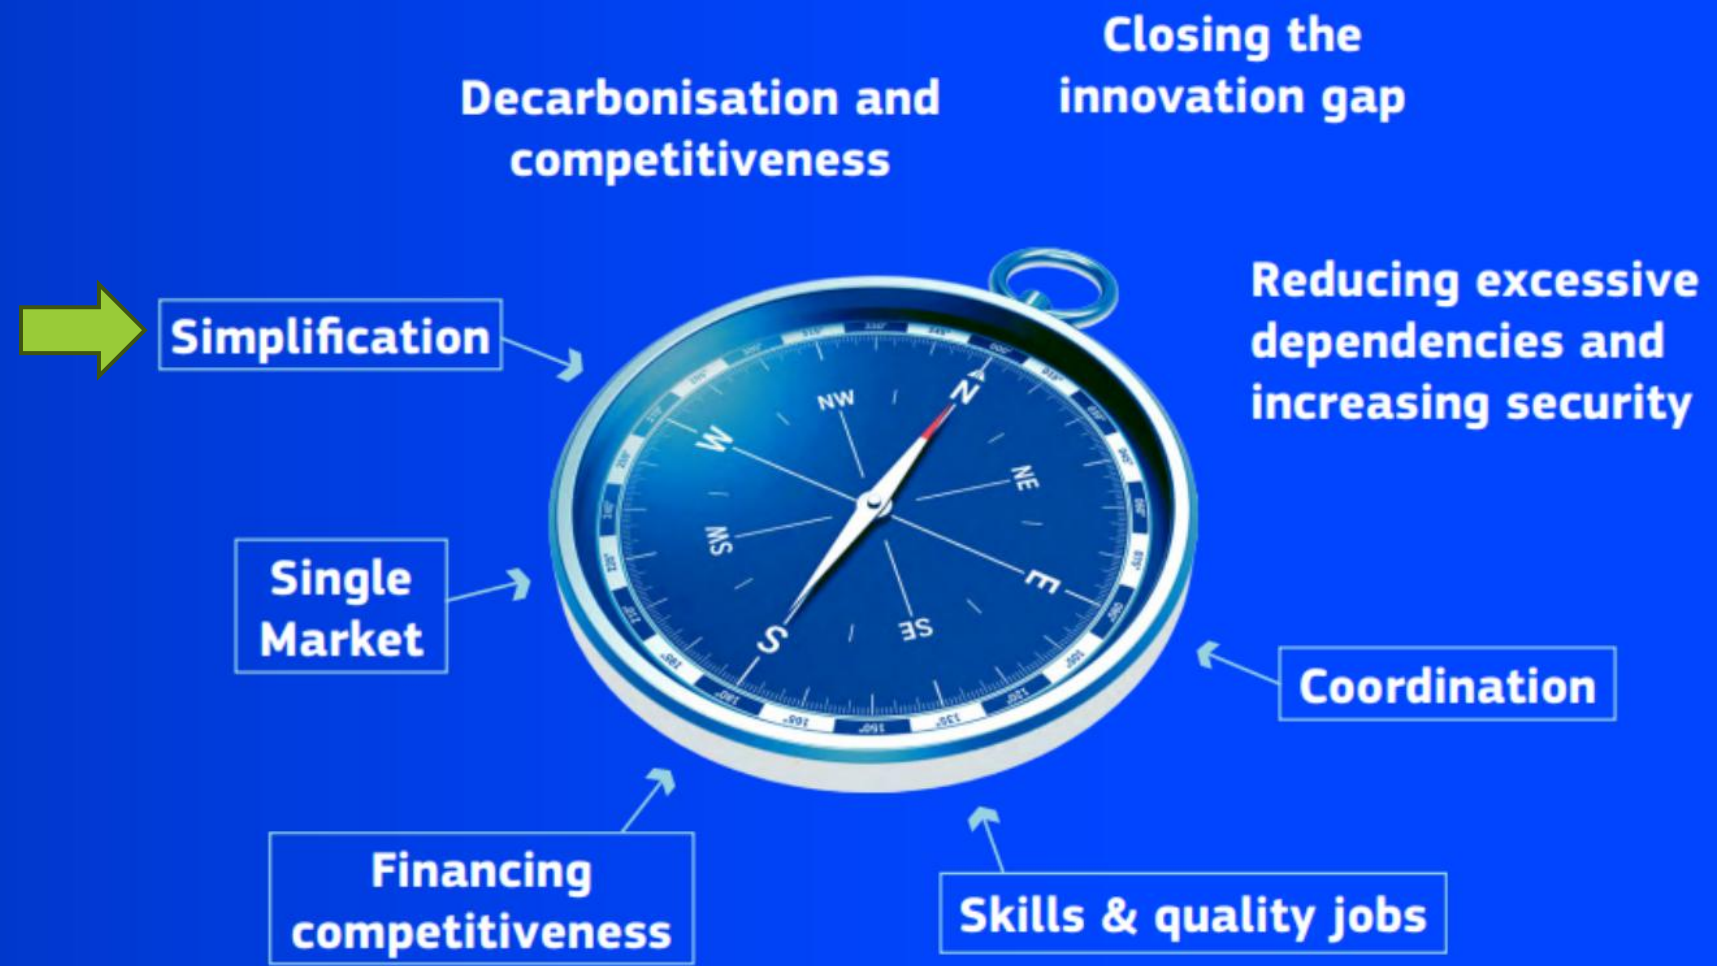 Closing the
innovation gap
Decarbonisation and
competitiveness
Reducing excessive
dependencies and
increasing security
Simplification
Single
Market
Coordination
Financing
competitiveness
Skills & quality jobs
N
NE
E
SE
S
SW
W
NW